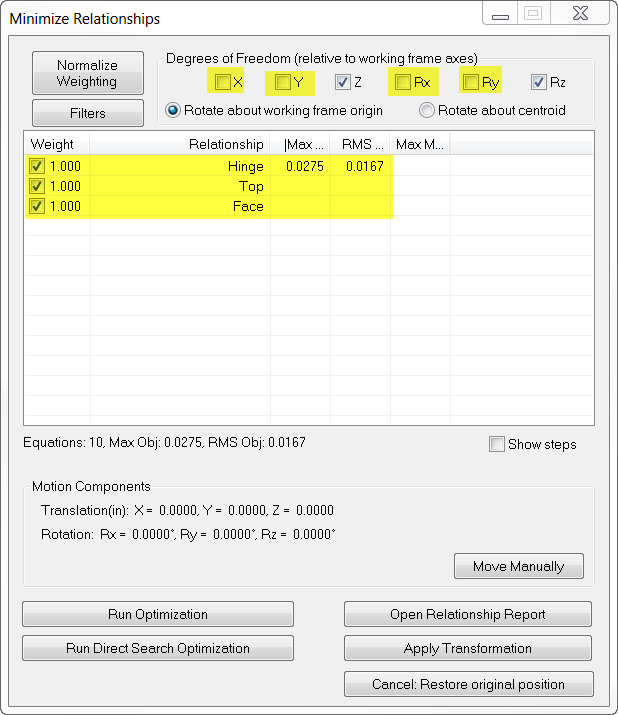 Minimize Relationships
Normalize
Weighting
Filters
Degrees of Freedom (relative to working frame axes)
X Y Z Rx Ry Rz
Rotate about working frame origin Rotate about centroid
Weight Relationship |Max ... RMS ... Max M...
1.000 Hinge 0.0275 0.0167
1.000 Top
1.000 Face
Equations: 10, Max Obj: 0.0275, RMS Obj: 0.0167
Show steps
Motion Components
Translation(in): X = 0.0000, Y = 0.0000, Z = 0.0000
Rotation: Rx = 0.0000°, Ry = 0.0000°, Rz = 0.0000°
Move Manually
Run Optimization Open Relationship Report
Run Direct Search Optimization Apply Transformation
Cancel: Restore original position